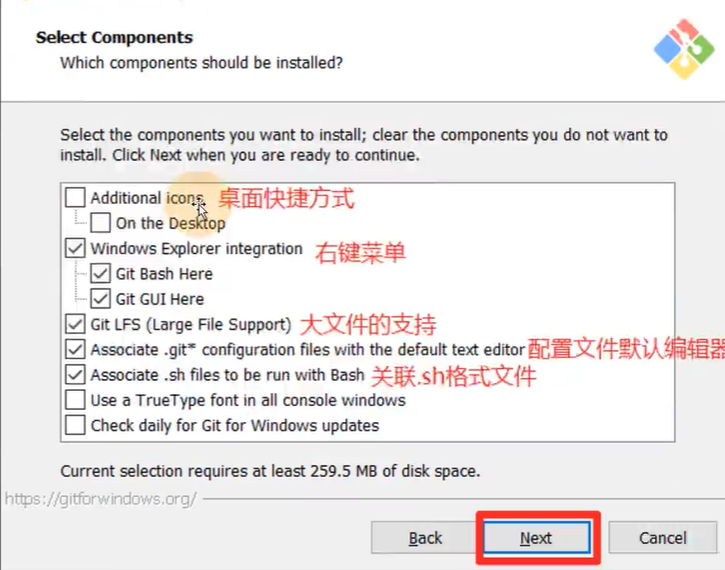 Select Components
Which components should be installed?
Select the components you want to install; clear the components you do not want to
install. Click Next when you are ready to continue.
Additional icons 桌面快捷方式
On the Desktop
Windows Explorer integration 右键菜单
Git Bash Here
Git GUI Here
Git LFS (Large File Support) 大文件的支持
Associate .git* configuration files with the default text editor 配置文件默认编辑器
Associate .sh files to be run with Bash 关联.sh格式文件
Use a TrueType font in all console windows
Check daily for Git for Windows updates
Current selection requires at least 259.5 MB of disk space.
https://gitforwindows.org/
Back Next Cancel